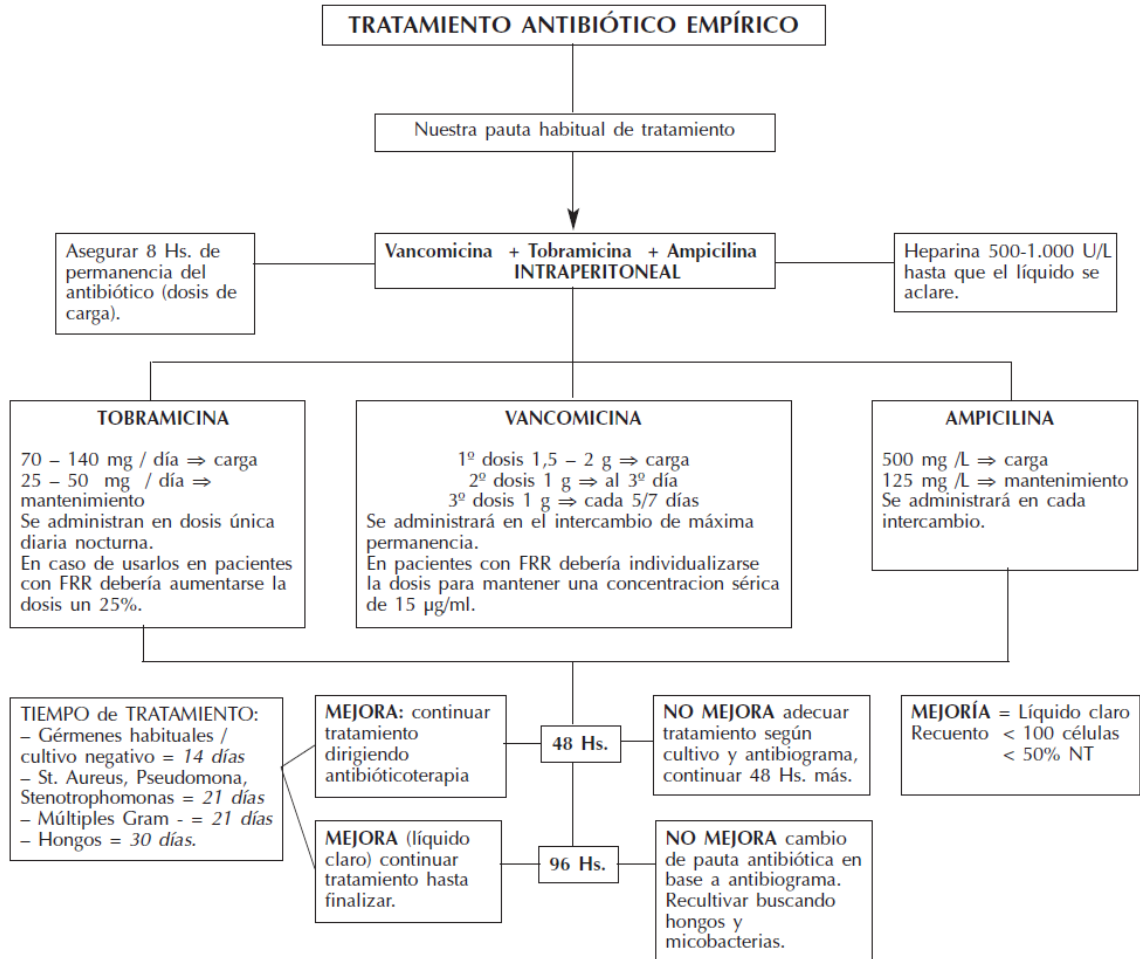 TRATAMIENTO ANTIBIÓTICO EMPÍRICO
Nuestra pauta habitual de tratamiento
Asegurar 8 Hs. de
permanencia del
antibiótico (dosis de
carga).
Vancomicina + Tobramicina + Ampicilina
INTRAPERITONEAL
Heparina 500-1.000 U/L
hasta que el líquido se
aclare.
TOBRAMICINA
70 – 140 mg / día ⇒ carga
25 – 50 mg / día ⇒
mantenimiento
Se administran en dosis única
diaria nocturna.
En caso de usarlos en pacientes
con FRR debería aumentarse la
dosis un 25%.
VANCOMICINA
1º dosis 1,5 – 2 g ⇒ carga
2º dosis 1 g ⇒ al 3º día
3º dosis 1 g ⇒ cada 5/7 días
Se administrará en el intercambio de máxima
permanencia.
En pacientes con FRR debería individualizarse
la dosis para mantener una concentracion sérica
de 15 µg/ml.
AMPICILINA
500 mg /L ⇒ carga
125 mg /L ⇒ mantenimiento
Se administrará en cada
intercambio.
TIEMPO de TRATAMIENTO:
– Gérmenes habituales /
cultivo negativo = 14 días
– St. Aureus, Pseudomona,
Stenotrophomonas = 21 días
– Múltiples Gram - = 21 días
– Hongos = 30 días.
MEJORA: continuar
tratamiento
dirigiendo
antibióticoterapia
48 Hs.
NO MEJORA adecuar
tratamiento según
cultivo y antibiograma,
continuar 48 Hs. más.
MEJORÍA = Líquido claro
Recuento < 100 células
< 50% NT
MEJORA (líquido
claro) continuar
tratamiento hasta
finalizar.
96 Hs.
NO MEJORA cambio
de pauta antibiótica en
base a antibiograma.
Recultivar buscando
hongos y
micobacterias.